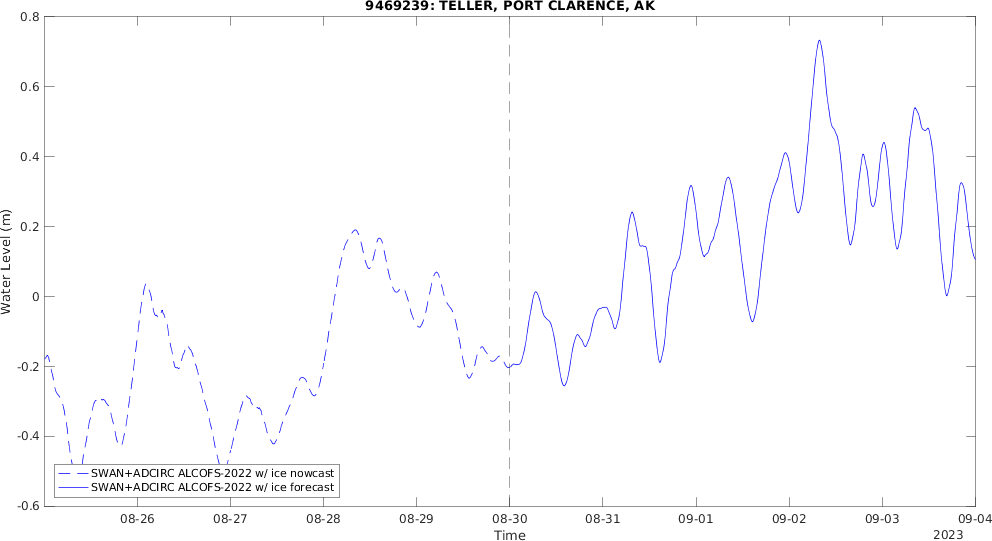 9469239: TELLER, PORT CLARENCE, AK
0.8
0.6
0.4
0.2
0
-0.2
-0.4
-0.6
Water Level (m)
SWAN+ADCIRC ALCOFS-2022 w/ ice nowcast
SWAN+ADCIRC ALCOFS-2022 w/ ice forecast
08-26 08-27 08-28 08-29 08-30 08-31 09-01 09-02 09-03 09-04
Time
2023